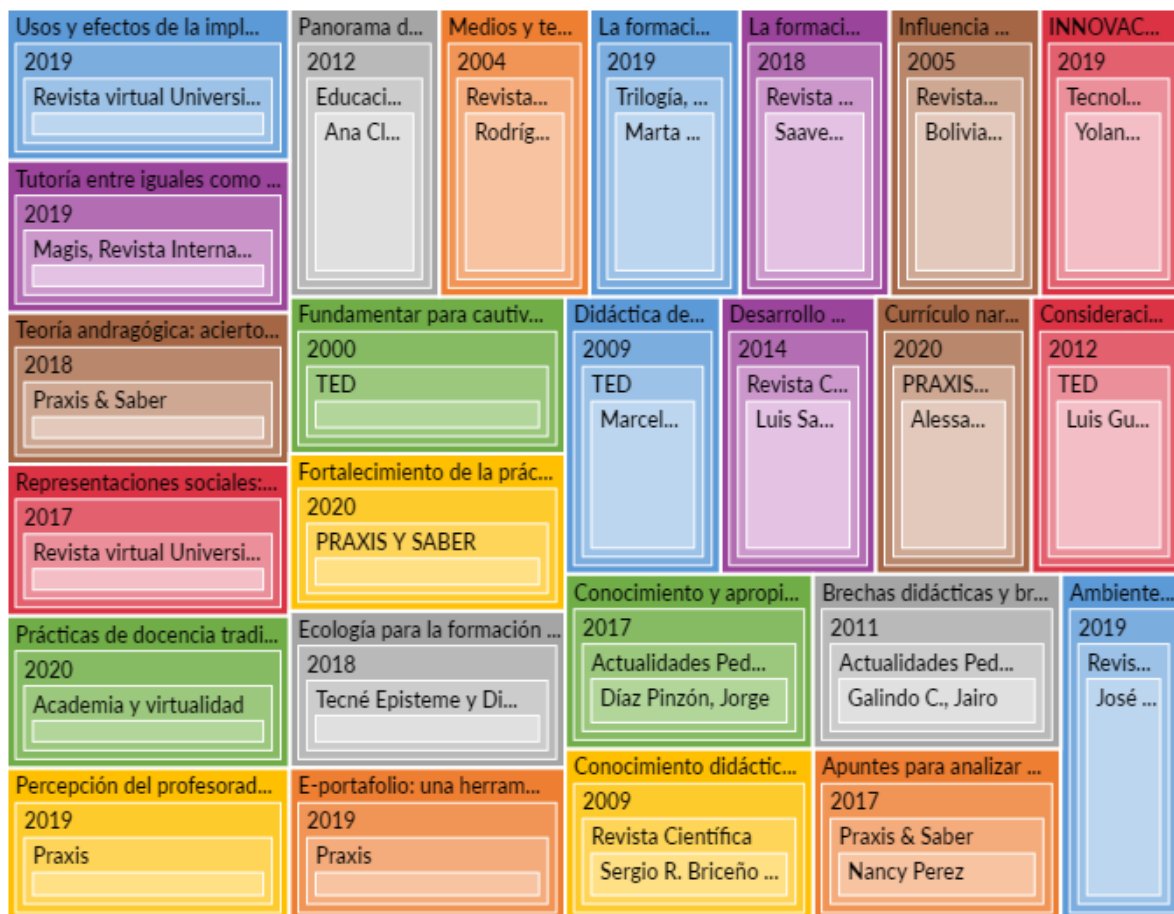 Usos y efectos de la impl...
2019
Revista virtual Universi...
Tutoría entre iguales como ...
2019
Magis, Revista Interna...
Teoría andragógica: acierto...
2018
Praxis & Saber
Representaciones sociales:...
2017
Revista virtual Universi...
Prácticas de docencia tradi...
2020
Academia y virtualidad
Percepción del profesorad...
2019
Praxis
Panorama d...
2012
Educaci...
Ana Cl...
Medios y te...
2004
Revista...
Rodríg...
La formaci...
2019
Trilogía, ...
Marta ...
La formaci...
2018
Revista ...
Saave...
Influencia ...
2005
Revista...
Bolivia...
INNOVAC...
2019
Tecnol...
Yolan...
Fundamentar para cautiv...
2000
TED
Fortalecimiento de la prác...
2020
PRAXIS Y SABER
Ecología para la formación ...
2018
Tecné Episteme y Di...
E-portafolio: una herram...
2019
Praxis
Didáctica de...
2009
TED
Marcel...
Desarrollo ...
2014
Revista C...
Luis Sa...
Currículo nar...
2020
PRAXIS...
Alessa...
Consideraci...
2012
TED
Luis Gu...
Conocimiento y apropi...
2017
Actualidades Ped...
Díaz Pinzón, Jorge
Brechas didácticas y br...
2011
Actualidades Ped...
Galindo C., Jairo
Ambiente...
2019
Revis...
José ...
Conocimiento didáctic...
2009
Revista Científica
Sergio R. Briceño ...
Apuntes para analizar ...
2017
Praxis & Saber
Nancy Perez